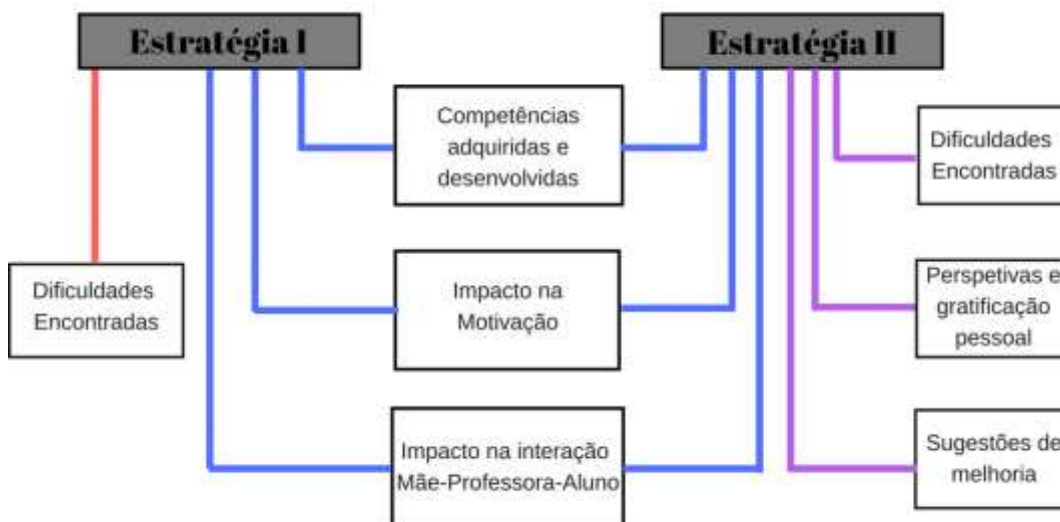 Estratégia I
Estratégia II
Competências
adquiridas e
desenvolvidas
Dificuldades
Encontradas
Dificuldades
Encontradas
Impacto na
Motivação
Perspetivas e
gratificação
pessoal
Impacto na interação
Mãe-Professora-Aluno
Sugestões de
melhoria